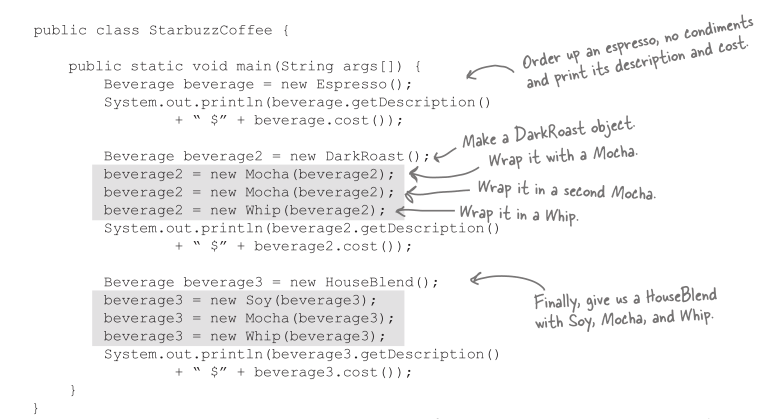 public class StarbuzzCoffee {
public static void main(String args[]) {
Order up an espresso, no condiments
and print its description and cost.
Beverage beverage = new Espresso();
System.out.println(beverage.getDescription()
+ “ $” + beverage.cost());
Make a DarkRoast object.
Beverage beverage2 = new DarkRoast();
Wrap it with a Mocha.
beverage2 = new Mocha(beverage2);
beverage2 = new Mocha(beverage2);
Wrap it in a second Mocha.
beverage2 = new Whip(beverage2);
Wrap it in a Whip.
System.out.println(beverage2.getDescription()
+ “ $” + beverage2.cost());
Beverage beverage3 = new HouseBlend();
beverage3 = new Soy(beverage3);
Finally, give us a HouseBlend
beverage3 = new Mocha(beverage3);
with Soy, Mocha, and Whip.
beverage3 = new Whip(beverage3);
System.out.println(beverage3.getDescription()
+ “ $” + beverage3.cost());
}
}